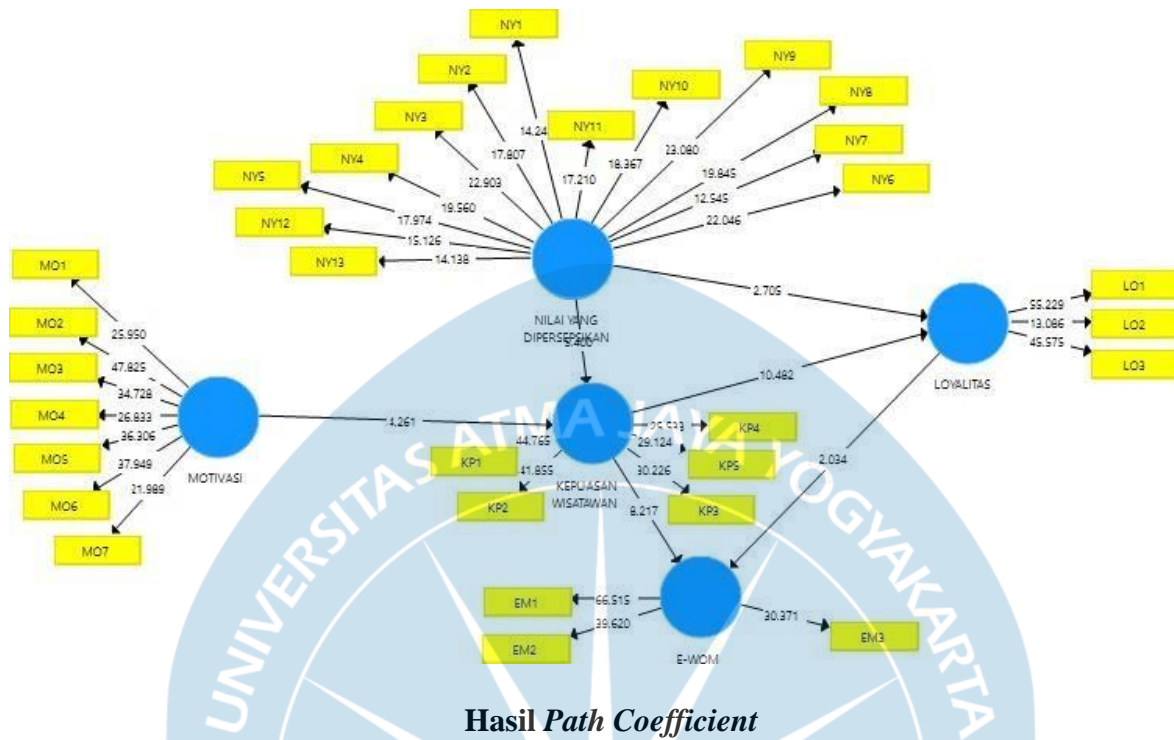 NY1
NY2
NY3
NY4
NY5
NY12
NY13
NY11
NY10
NY9
NY8
NY7
NY6
14.24
17.807
22.903
19.560
17.974
15.126
14.138
17.210
18.367
23.080
19.845
12.545
22.046
NILAI YANG
DIPERSEPSIKAN
2.705
MO1
MO2
MO3
MO4
MO5
MO6
MO7
25.950
47.825
34.728
26.833
36.306
37.949
21.989
MOTIVASI
4.261
LO1
LO2
LO3
55.229
13.086
45.575
LOYALITAS
10.482
2.034
KP1
KP2
KP4
KP5
KP3
44.765
41.855
29.124
30.226
KEPUASAN
WISATAWAN
8.217
EM1
EM2
EM3
66.515
39.620
30.371
E-WOM
UNIVERSITAS ATMA JAYA YOGYAKARTA
Hasil Path Coefficient